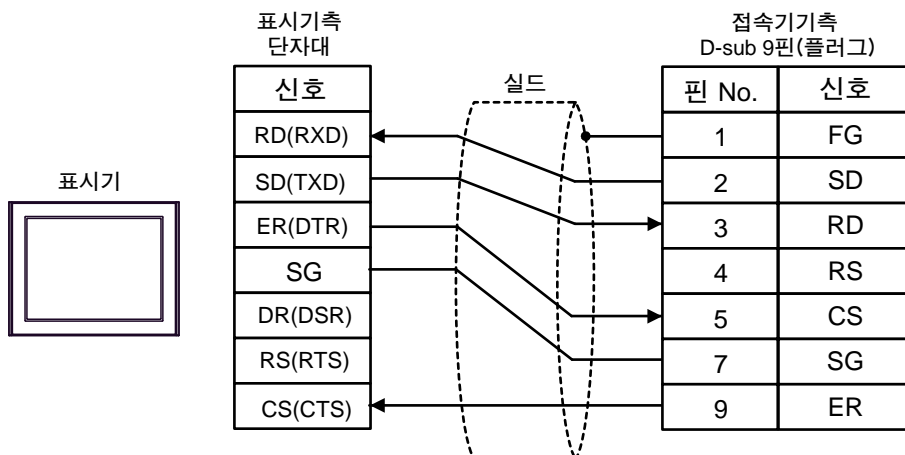 표시기측
단자대
접속기기측
D-sub 9핀(플러그)
표시기
실드
신호
RD(RXD)
SD(TXD)
ER(DTR)
SG
DR(DSR)
RS(RTS)
CS(CTS)
핀 No. 신호
1 FG
2 SD
3 RD
4 RS
5 CS
7 SG
9 ER